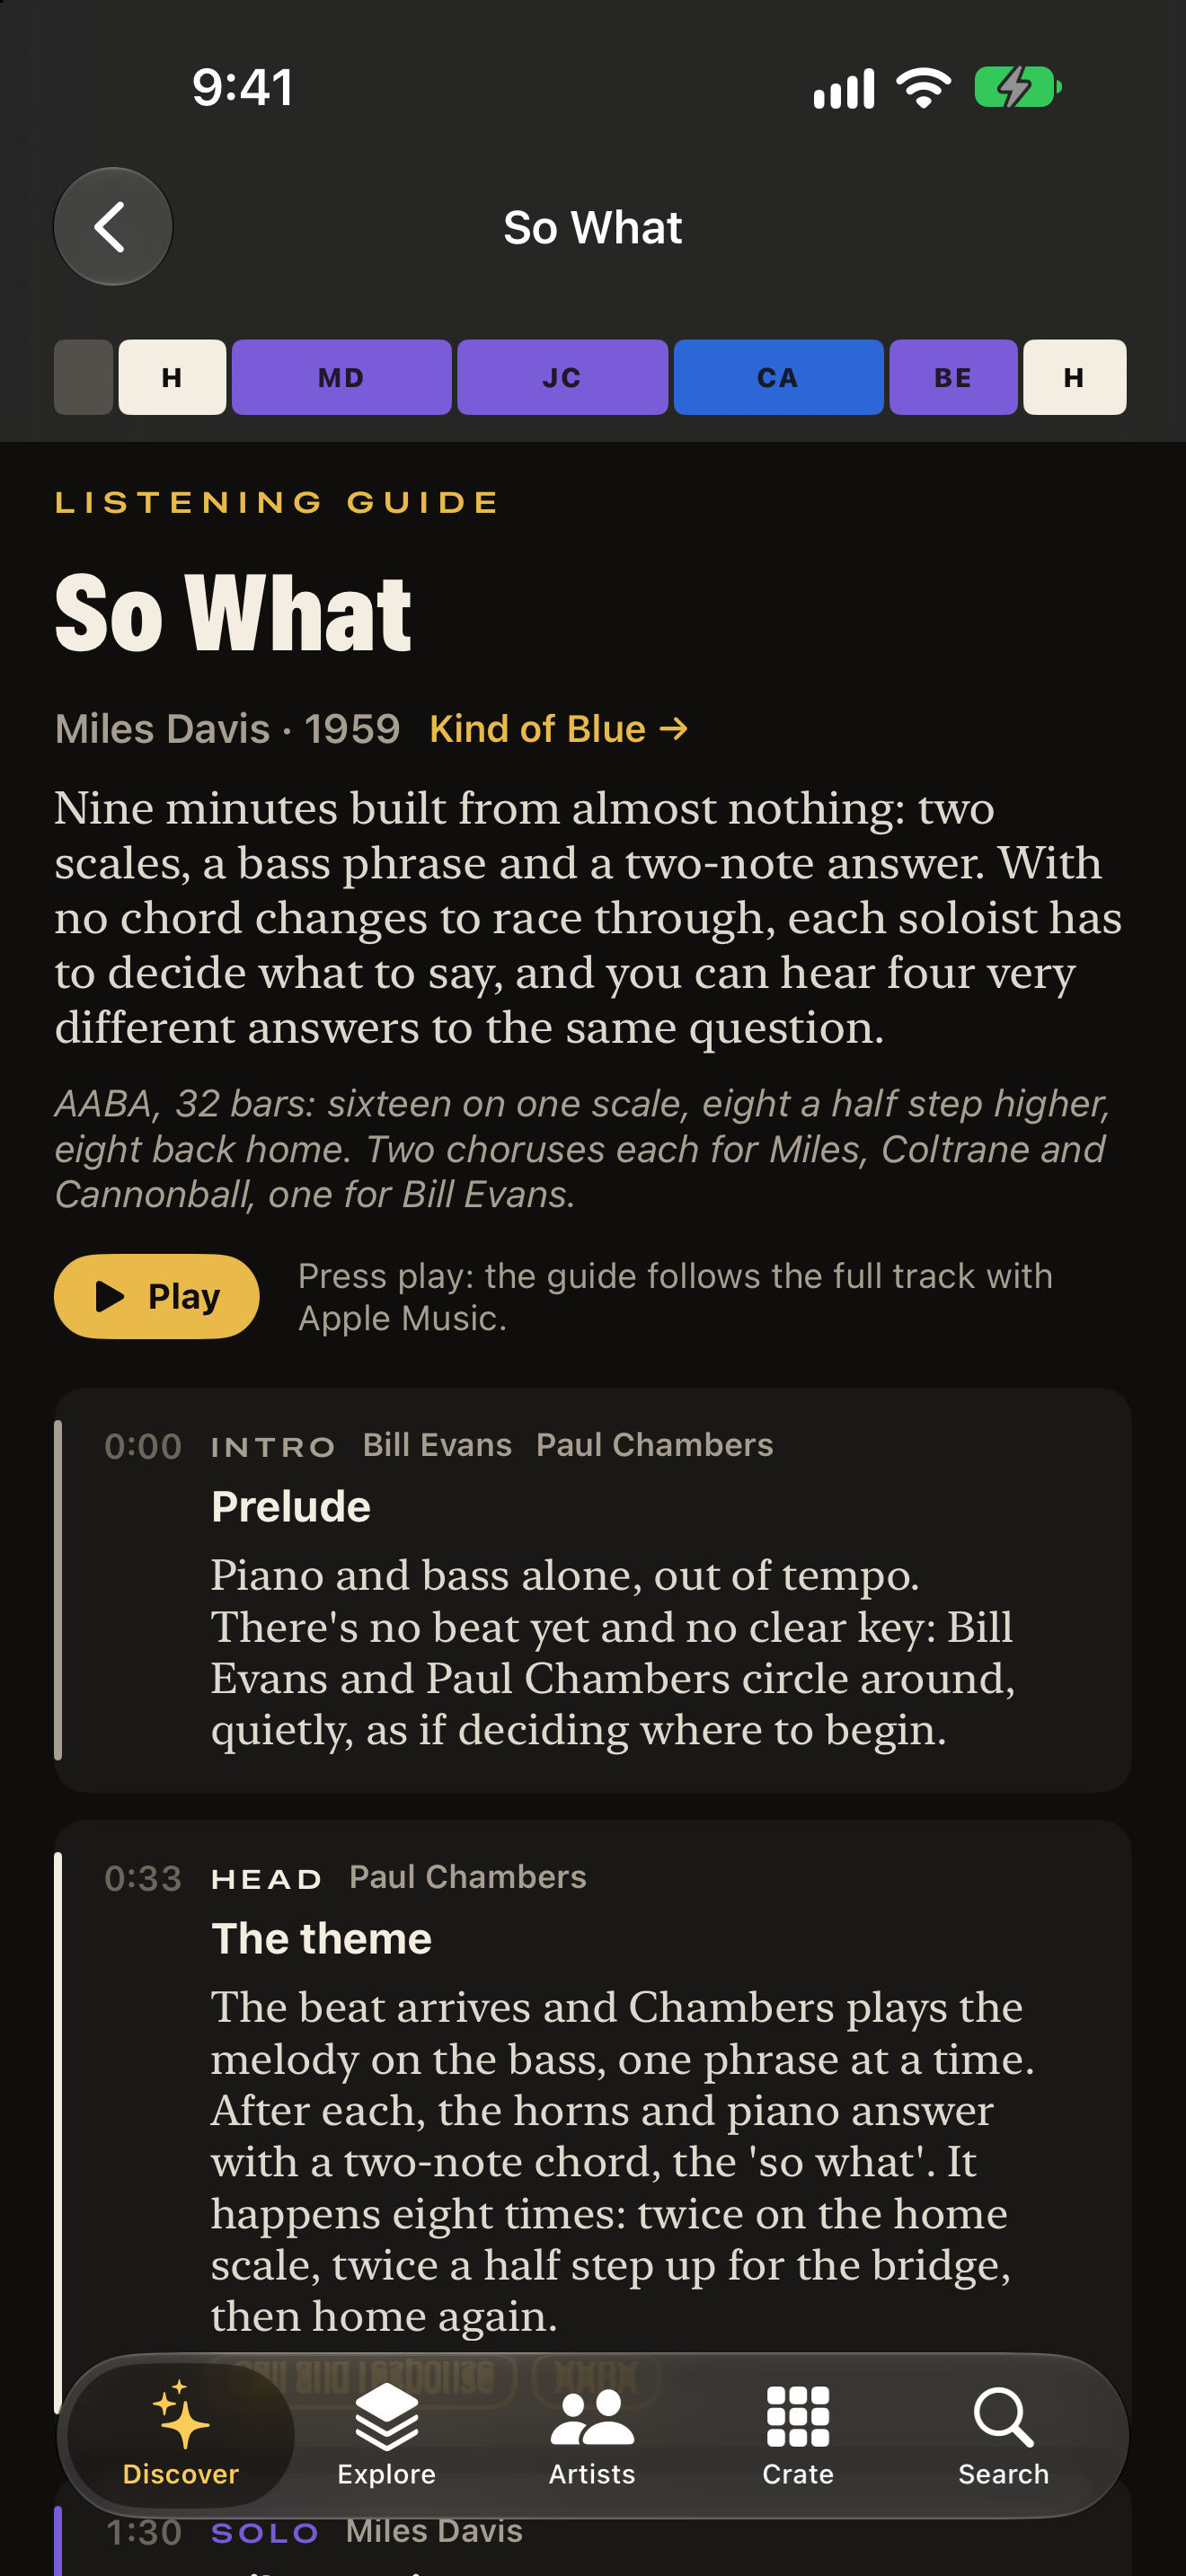 9:41
So What
H MD JC CA BE H
LISTENING GUIDE
So What
Miles Davis · 1959 Kind of Blue →
Nine minutes built from almost nothing: two
scales, a bass phrase and a two-note answer. With
no chord changes to race through, each soloist has
to decide what to say, and you can hear four very
different answers to the same question.
AABA, 32 bars: sixteen on one scale, eight a half step higher,
eight back home. Two choruses each for Miles, Coltrane and
Cannonball, one for Bill Evans.
Play
Press play: the guide follows the full track with
Apple Music.
0:00 INTRO Bill Evans Paul Chambers
Prelude
Piano and bass alone, out of tempo.
There's no beat yet and no clear key: Bill
Evans and Paul Chambers circle around,
quietly, as if deciding where to begin.
0:33 HEAD Paul Chambers
The theme
The beat arrives and Chambers plays the
melody on the bass, one phrase at a time.
After each, the horns and piano answer
with a two-note chord, the 'so what'. It
happens eight times: twice on the home
scale, twice a half step up for the bridge,
then home again.
Discover Explore Artists Crate Search
1:30 SOLO Miles Davis